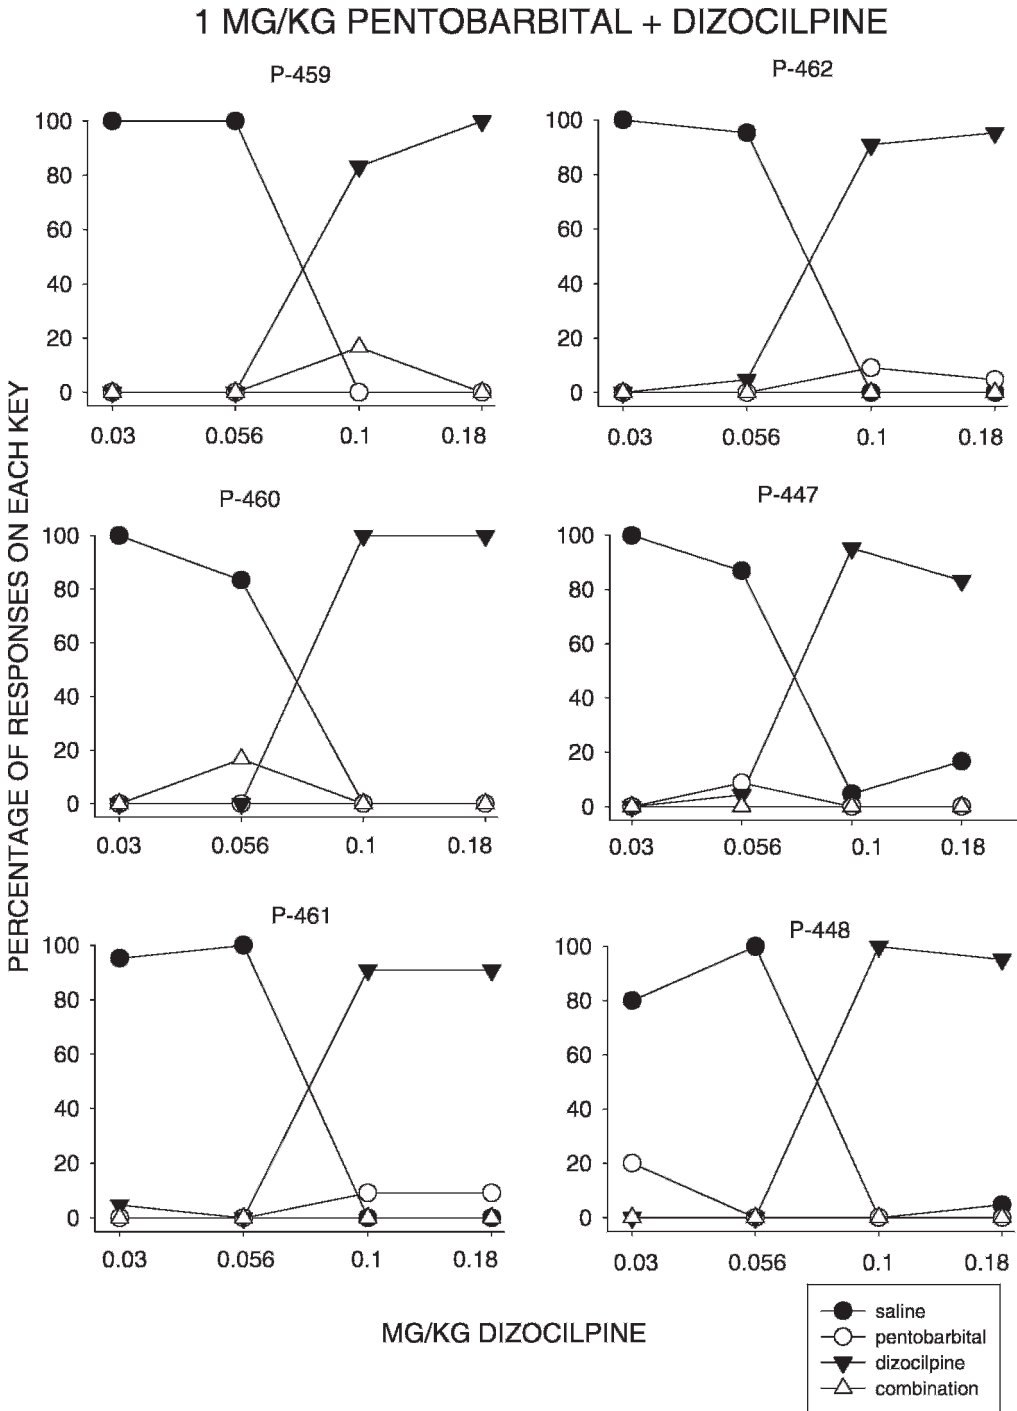 1 MG/KG PENTOBARBITAL + DIZOCILPINE
PERCENTAGE OF RESPONSES ON EACH KEY
P-459
100
80
60
40
20
0
0.03 0.056 0.1 0.18
P-462
100
80
60
40
20
0
0.03 0.056 0.1 0.18
P-460
100
80
60
40
20
0
0.03 0.056 0.1 0.18
P-447
100
80
60
40
20
0
0.03 0.056 0.1 0.18
P-461
100
80
60
40
20
0
0.03 0.056 0.1 0.18
P-448
100
80
60
40
20
0
0.03 0.056 0.1 0.18
MG/KG DIZOCILPINE
saline
pentobarbital
dizocilpine
combination